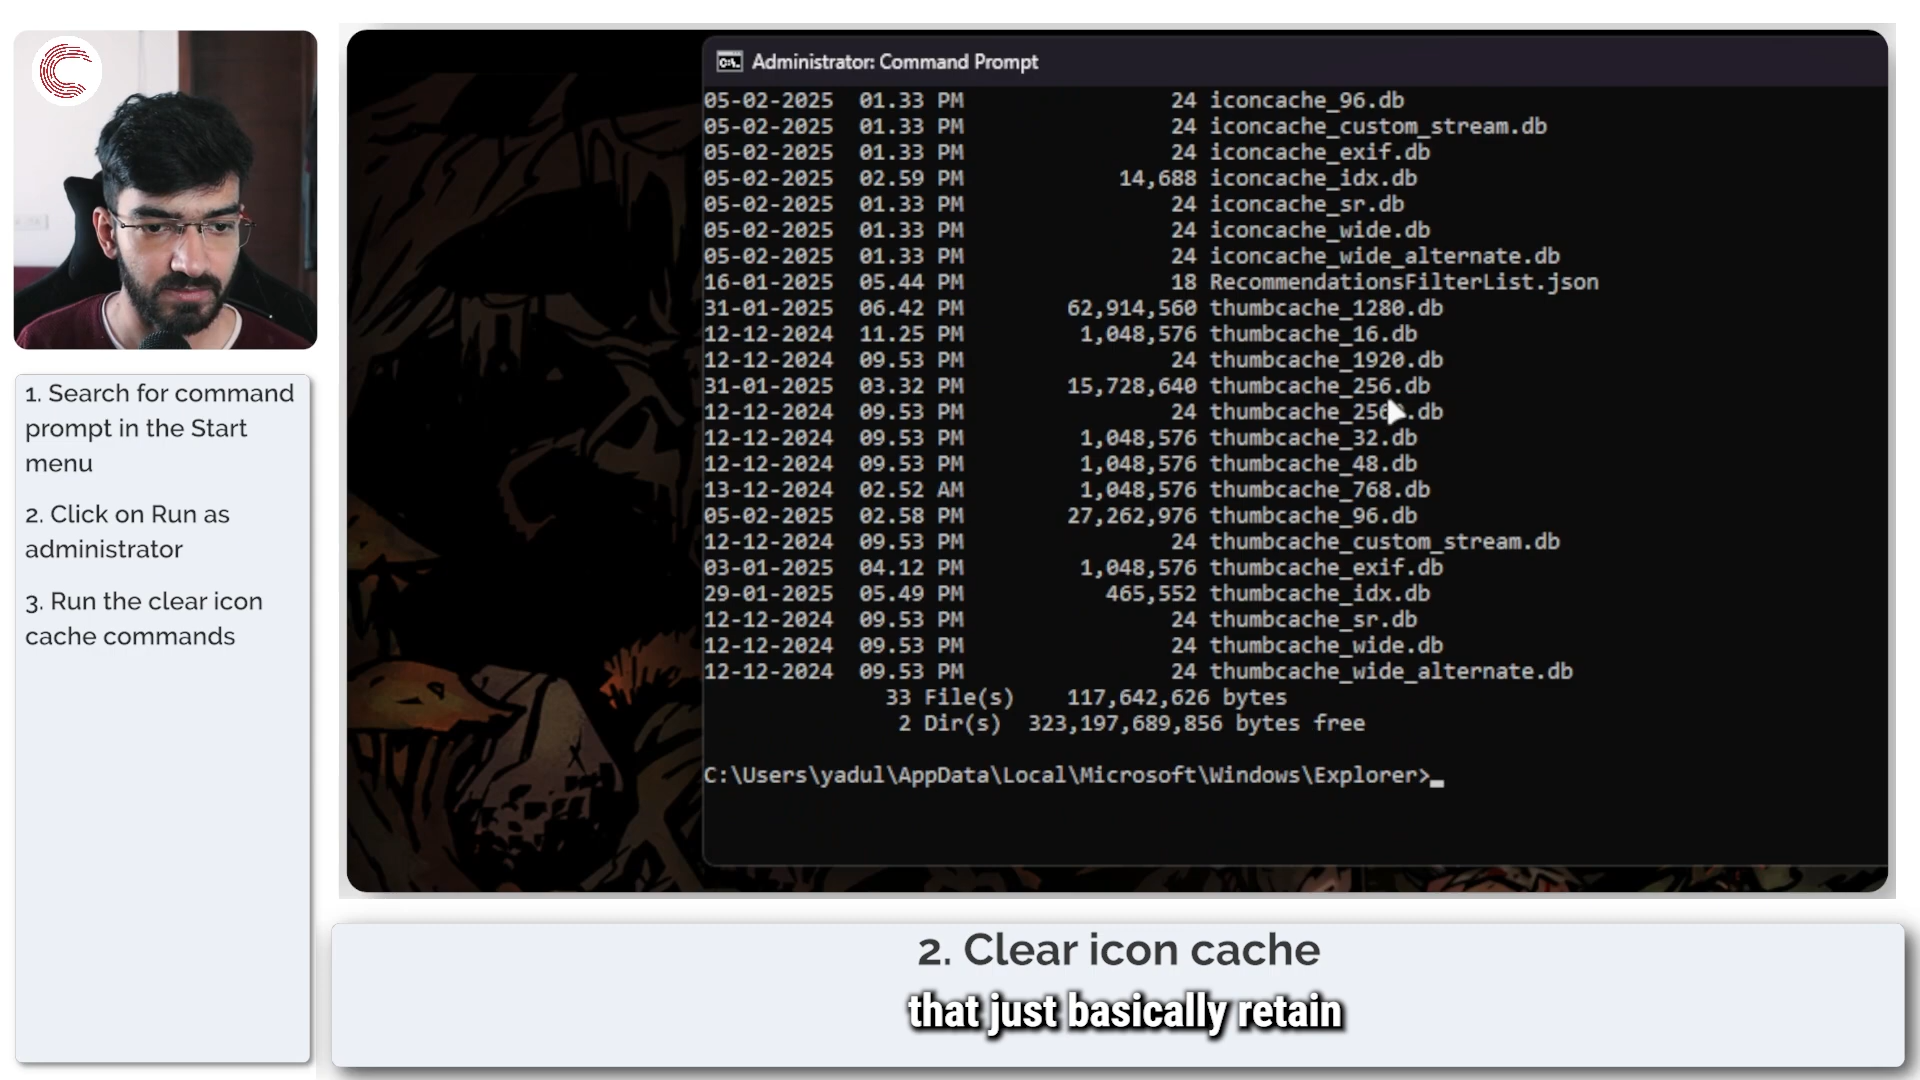 1. Search for command
prompt in the Start
menu
2. Click on Run as
administrator
3. Run the clear icon
cache commands
Administrator: Command Prompt
05-02-2025  01.33 PM                24 iconcache_96.db
05-02-2025  01.33 PM                24 iconcache_custom_stream.db
05-02-2025  01.33 PM                24 iconcache_exif.db
05-02-2025  02.59 PM            14,688 iconcache_idx.db
05-02-2025  01.33 PM                24 iconcache_sr.db
05-02-2025  01.33 PM                24 iconcache_wide.db
05-02-2025  01.33 PM                24 iconcache_wide_alternate.db
16-01-2025  05.44 PM                18 RecommendationsFilterList.json
31-01-2025  06.42 PM        62,914,560 thumbcache_1280.db
12-12-2024  11.25 PM         1,048,576 thumbcache_16.db
12-12-2024  09.53 PM                24 thumbcache_1920.db
31-01-2025  03.32 PM        15,728,640 thumbcache_256.db
12-12-2024  09.53 PM                24
12-12-2024  09.53 PM         1,048,576 thumbcache_32.db
12-12-2024  09.53 PM         1,048,576 thumbcache_48.db
13-12-2024  02.52 AM         1,048,576 thumbcache_768.db
05-02-2025  02.58 PM        27,262,976 thumbcache_96.db
12-12-2024  09.53 PM                24 thumbcache_custom_stream.db
03-01-2025  04.12 PM         1,048,576 thumbcache_exif.db
29-01-2025  05.49 PM           465,552 thumbcache_idx.db
12-12-2024  09.53 PM                24 thumbcache_sr.db
12-12-2024  09.53 PM                24 thumbcache_wide.db
12-12-2024  09.53 PM                24 thumbcache_wide_alternate.db
33 File(s)    117,642,626 bytes
2 Dir(s)  323,197,689,856 bytes free
C:\Users\yadul\AppData\Local\Microsoft\Windows\Explorer>
2. Clear icon cache
that just basically retain